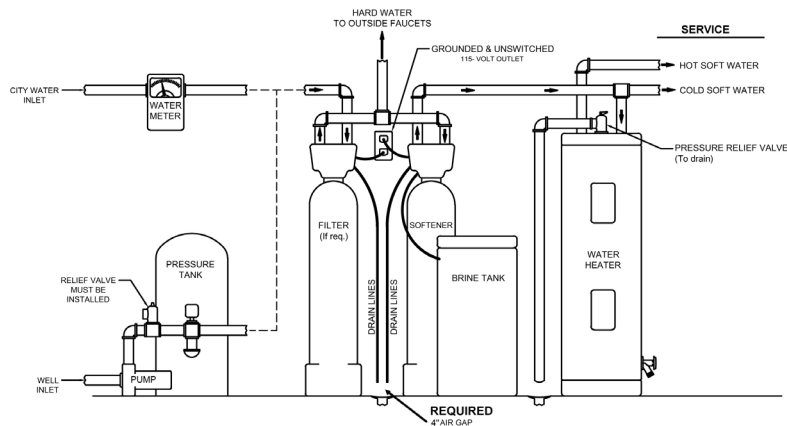 HARD WATER
TO OUTSIDE FAUCETS
SERVICE
GROUNDED & UNSWITCHED
115- VOLT OUTLET
HOT SOFT WATER
CITY WATER
INLET
WATER
METER
COLD SOFT WATER
PRESSURE RELIEF VALVE
(To drain)
FILTER
(If req.)
SOFTENER
PRESSURE
TANK
WATER
HEATER
RELIEF VALVE
MUST BE
INSTALLED
BRINE TANK
DRAIN LINES
DRAIN LINES
WELL
INLET
PUMP
REQUIRED
4" AIR GAP